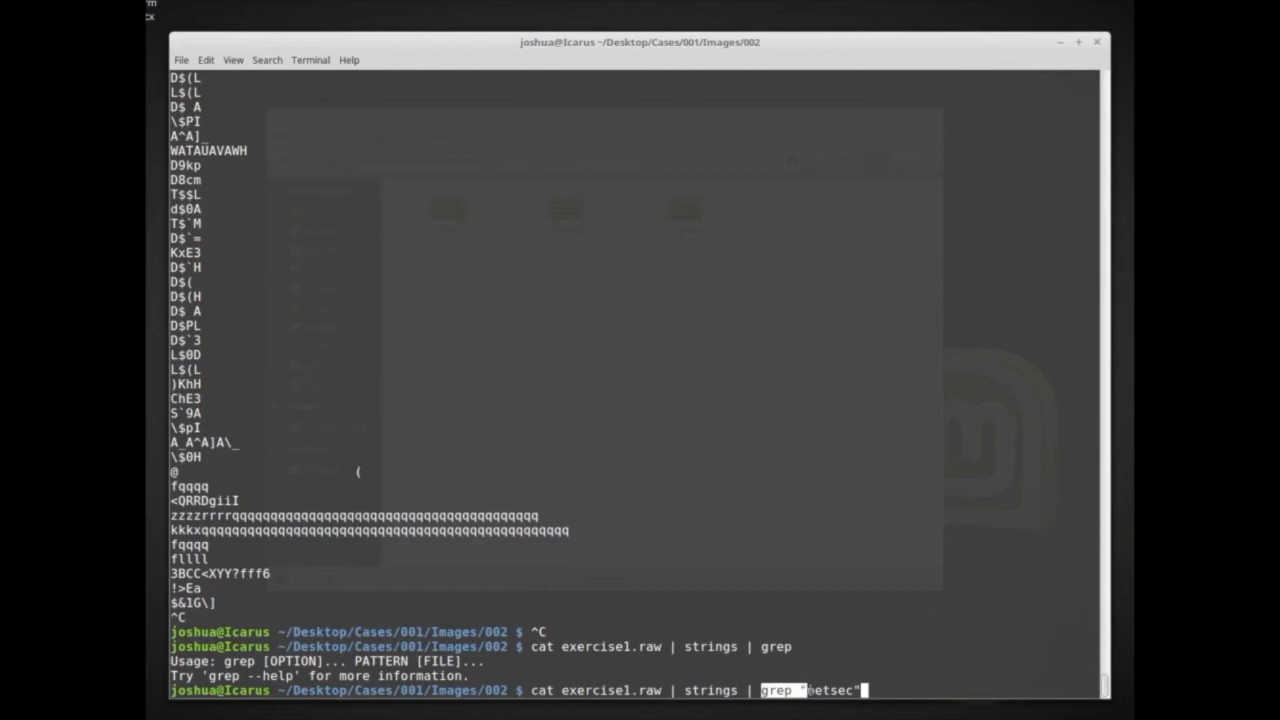 rm
cx
joshua@Icarus ~/Desktop/Cases/001/Images/002
File Edit View Search Terminal Help
D$(L
L$(L
D$ A
\$PI
A^A]_
WATAUAVAWH
D9kp
D8cm
T$$L
d$0A
T$`M
D$`=
KxE3
D$`H
D$(
D$(H
D$ A
D$PL
D$`3
L$0D
L$(L
)KhH
ChE3
S`9A
\$pI
A_A^A]A\_
\$0H
@ (
fqqqq
<QRRDgiiI
zzzzrrrrqqqqqqqqqqqqqqqqqqqqqqqqqqqqqqqqqqqqqqqq
kkkxqqqqqqqqqqqqqqqqqqqqqqqqqqqqqqqqqqqqqqqqqqqqqqqq
fqqqq
fllll
3BCC<XYY?fff6
!>Ea
$&1G\]
^C
joshua@Icarus ~/Desktop/Cases/001/Images/002 $ ^C
joshua@Icarus ~/Desktop/Cases/001/Images/002 $ cat exercise1.raw | strings | grep
Usage: grep [OPTION]... PATTERN [FILE]...
Try 'grep --help' for more information.
joshua@Icarus ~/Desktop/Cases/001/Images/002 $ cat exercise1.raw | strings | grep "netsec"